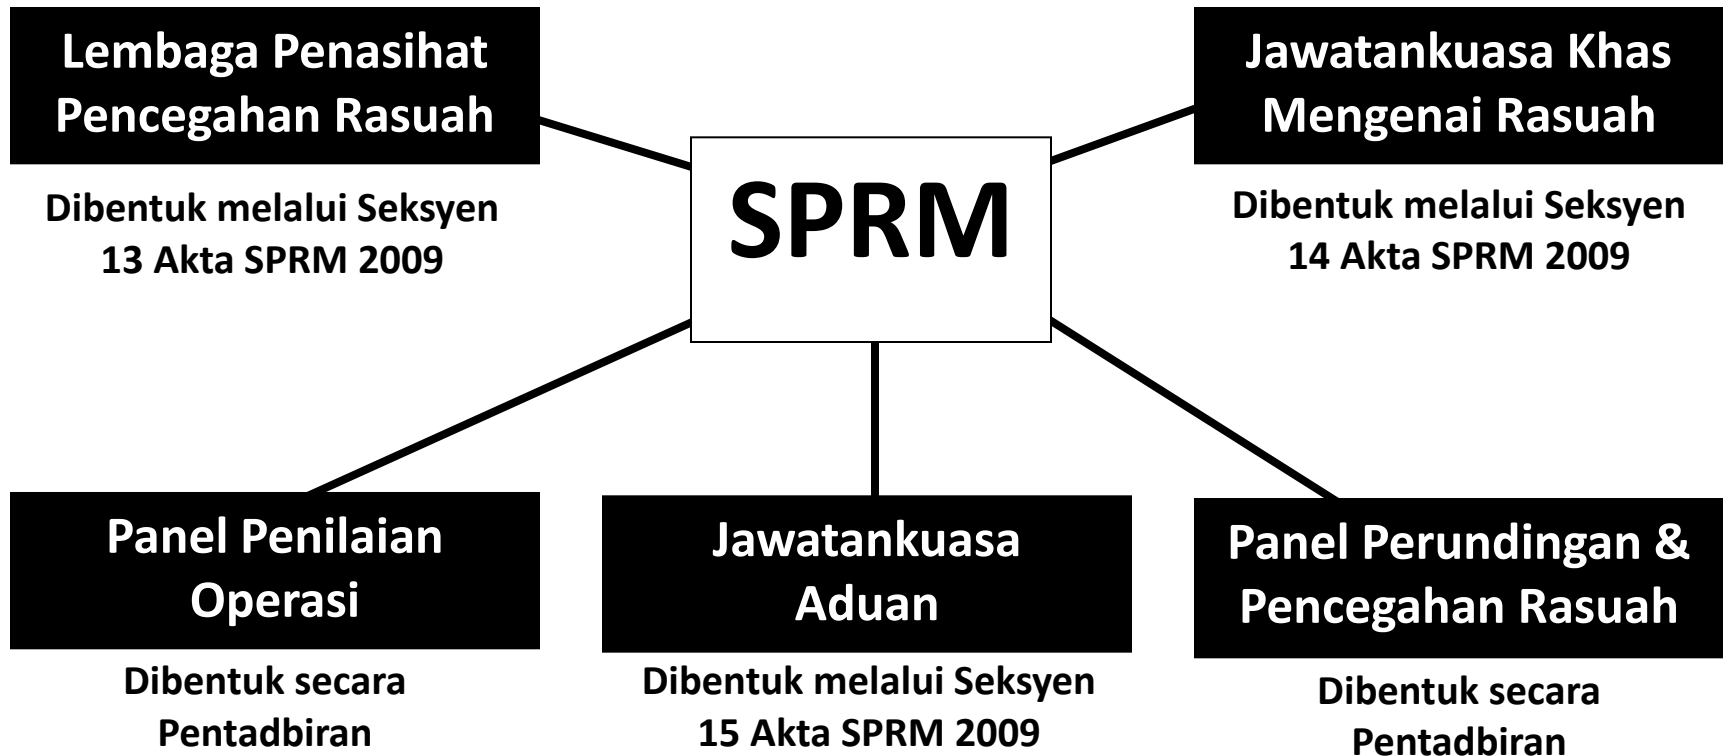 Lembaga Penasihat
Pencegahan Rasuah
Dibentuk melalui Seksyen
13 Akta SPRM 2009
SPRM
Jawatankuasa Khas
Mengenai Rasuah
Dibentuk melalui Seksyen
14 Akta SPRM 2009
Panel Penilaian
Operasi
Dibentuk secara
Pentadbiran
Jawatankuasa
Aduan
Dibentuk melalui Seksyen
15 Akta SPRM 2009
Panel Perundingan &
Pencegahan Rasuah
Dibentuk secara
Pentadbiran